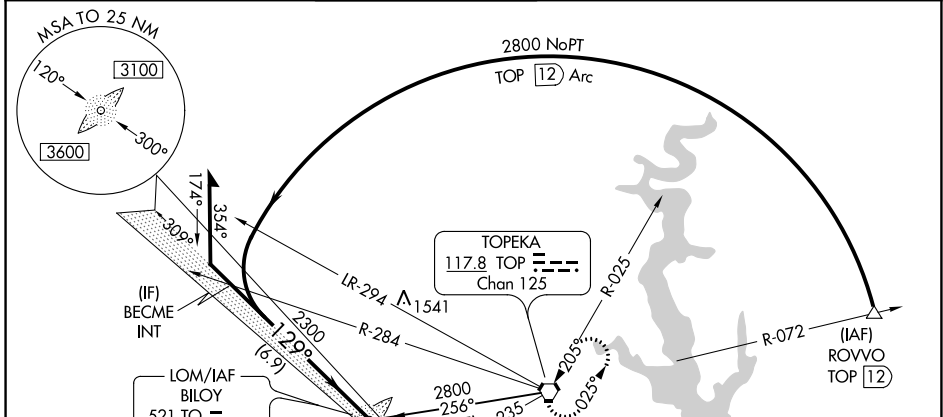 MSA TO 25 NM
120°
3100
3600
300°
2800 NoPT
TOP 12 Arc
174°
354°
309°
TOPEKA
117.8 TOP
Chan 125
R-025
LR-294
1541
(IF)
BECME
INT
R-284
2300
129°
(6.9)
R-072
(IAF)
ROVVO
TOP 12
205°
025°
LOM/IAF
BILOY
521 TO
2800
256°
235